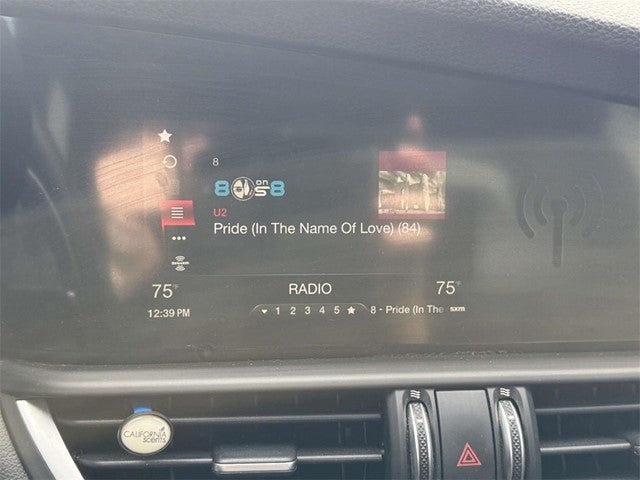 8
80s on 8
U2
Pride (In The Name Of Love) (84)
SiriusXM
75°F RADIO 75°F
12:39 PM 1 2 3 4 5 8 - Pride (In The sxm
CALIFORNIA
Scents